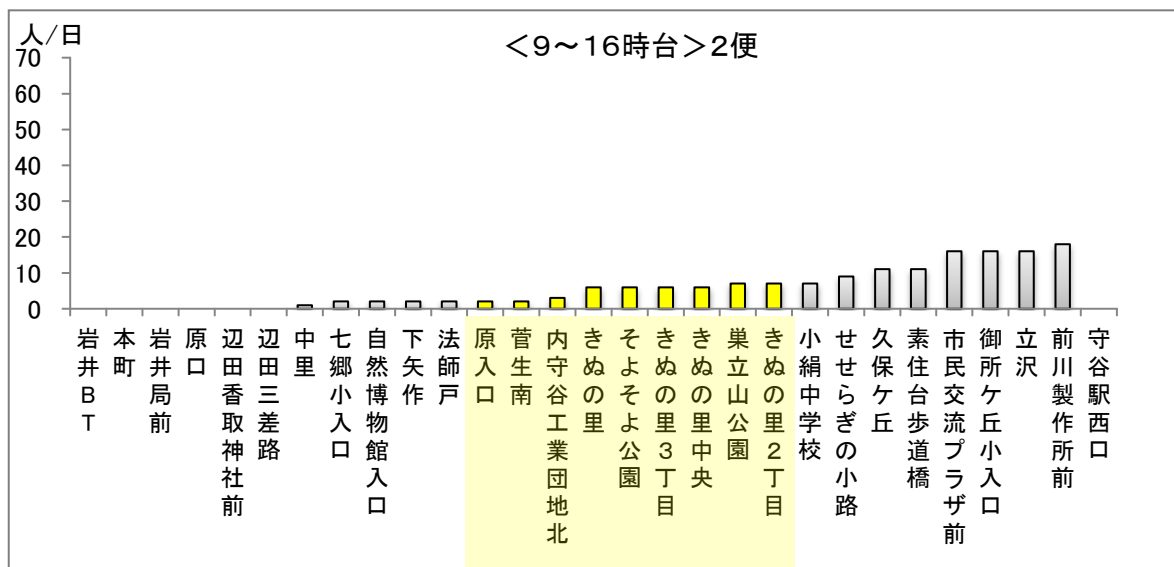 人/日
<9～16時台>2便
70
60
50
40
30
20
10
0
岩井BT
本町
岩井局前
原口
辺田香取神社前
辺田三差路
中里
七郷小入口
自然博物館入口
下矢作
法師戸
原入口
菅生南
内守谷工業団地北
きぬの里
そよそよ公園
きぬの里3丁目
きぬの里中央
巣立山公園
きぬの里2丁目
小絹中学校
せせらぎの小路
久保ケ丘
素住台歩道橋
市民交流プラザ前
御所ケ丘小入口
立沢
前川製作所前
守谷駅西口